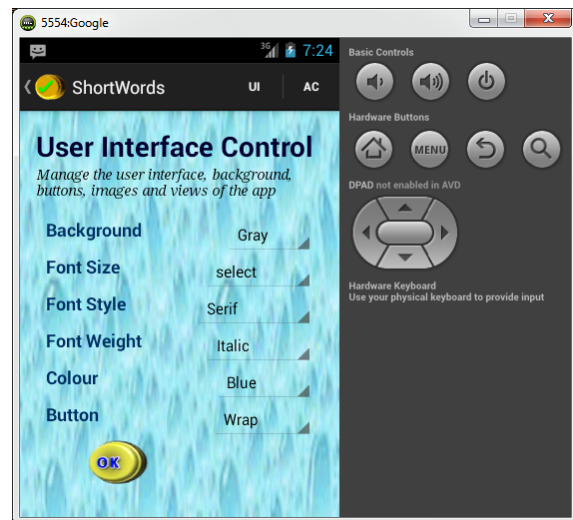 5554:Google
3G 7:24
ShortWords UI AC
User Interface Control
Manage the user interface, background,
buttons, images and views of the app
Background Gray
Font Size select
Font Style Serif
Font Weight Italic
Colour Blue
Button Wrap
OK
Basic Controls
Hardware Buttons
MENU
DPAD not enabled in AVD
Hardware Keyboard
Use your physical keyboard to provide input